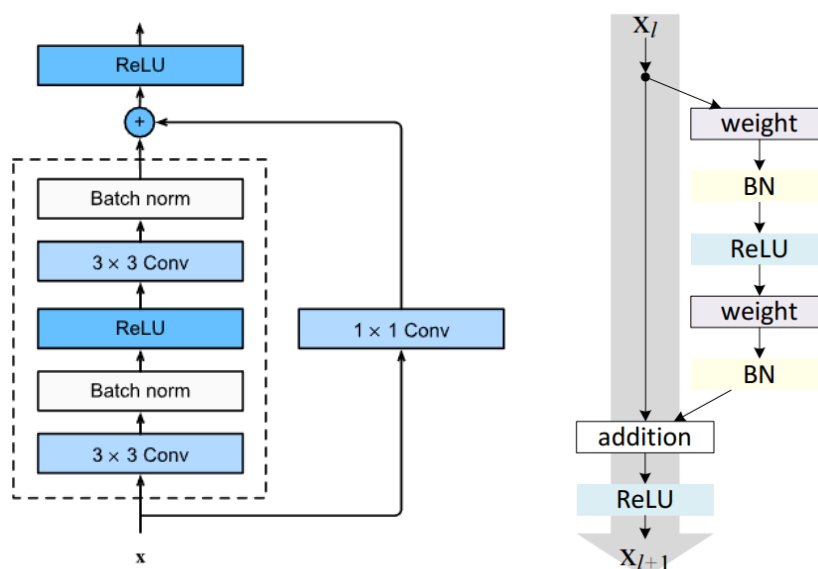 ReLU
+
Batch norm
3 × 3 Conv
ReLU
1 × 1 Conv
Batch norm
3 × 3 Conv
x
x_l
weight
BN
ReLU
weight
BN
addition
ReLU
x_{l+1}